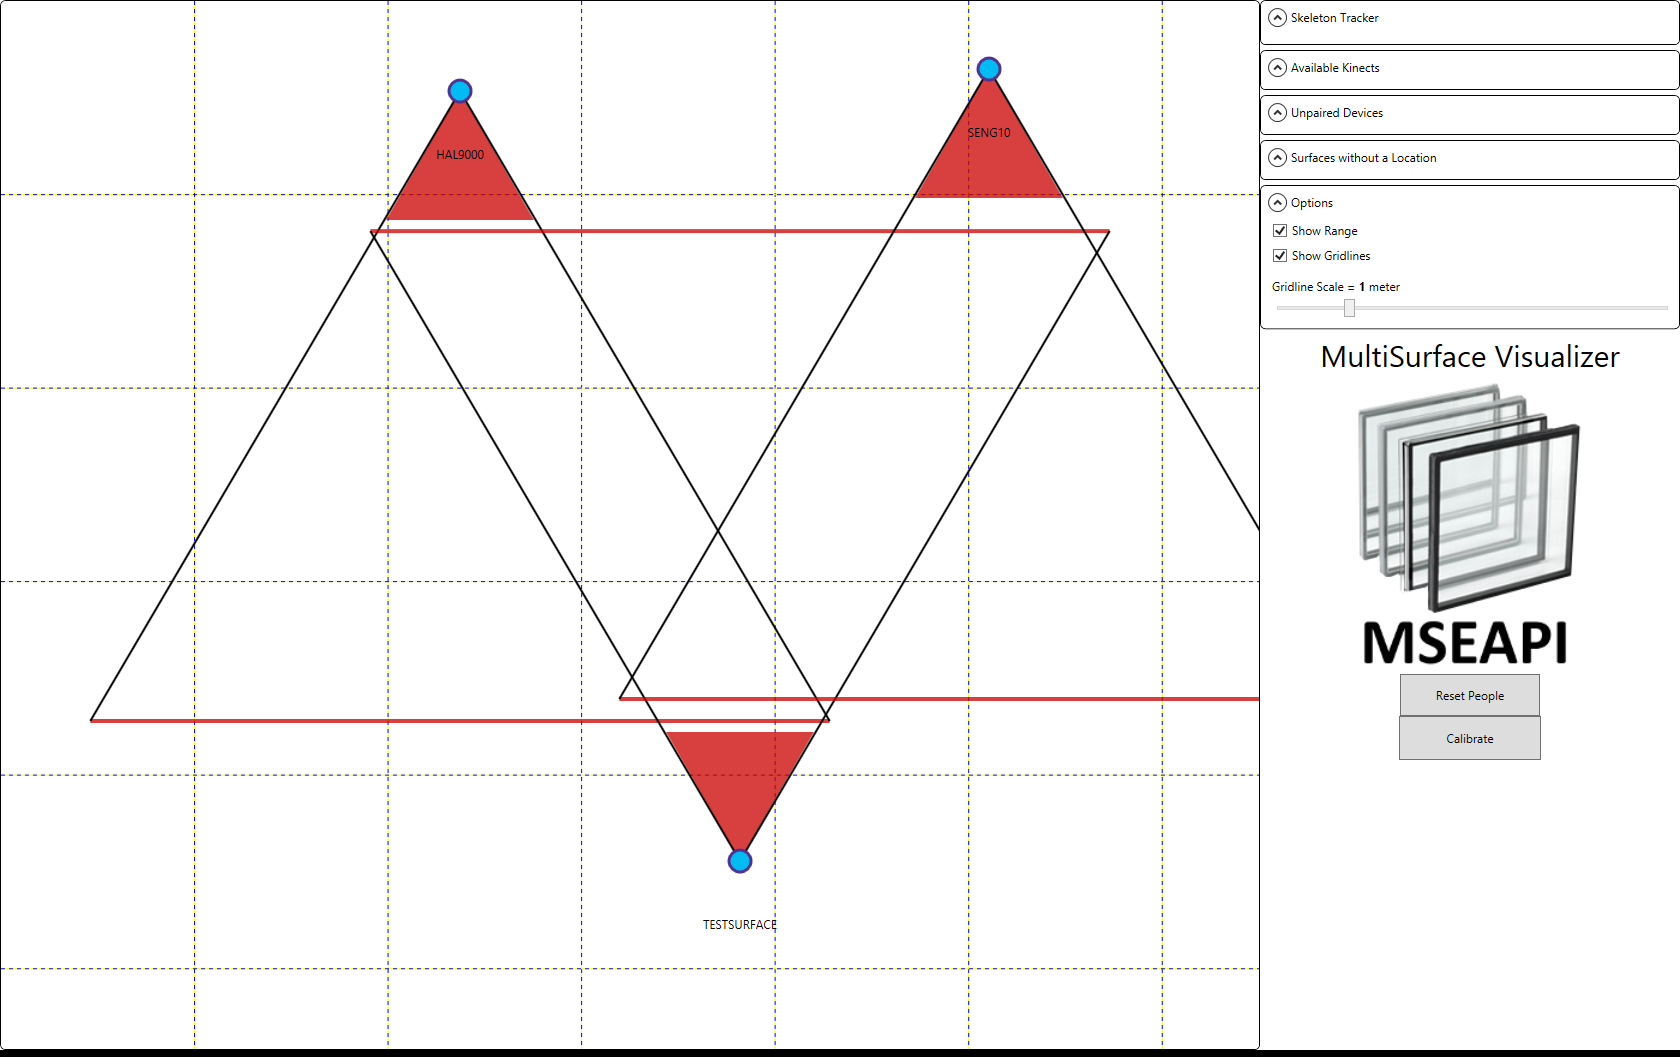 HAL9000
SENG10
TESTSURFACE
Skeleton Tracker
Available Kinects
Unpaired Devices
Surfaces without a Location
Options
Show Range
Show Gridlines
Gridline Scale = 1 meter
MultiSurface Visualizer
MSEAPI
Reset People
Calibrate